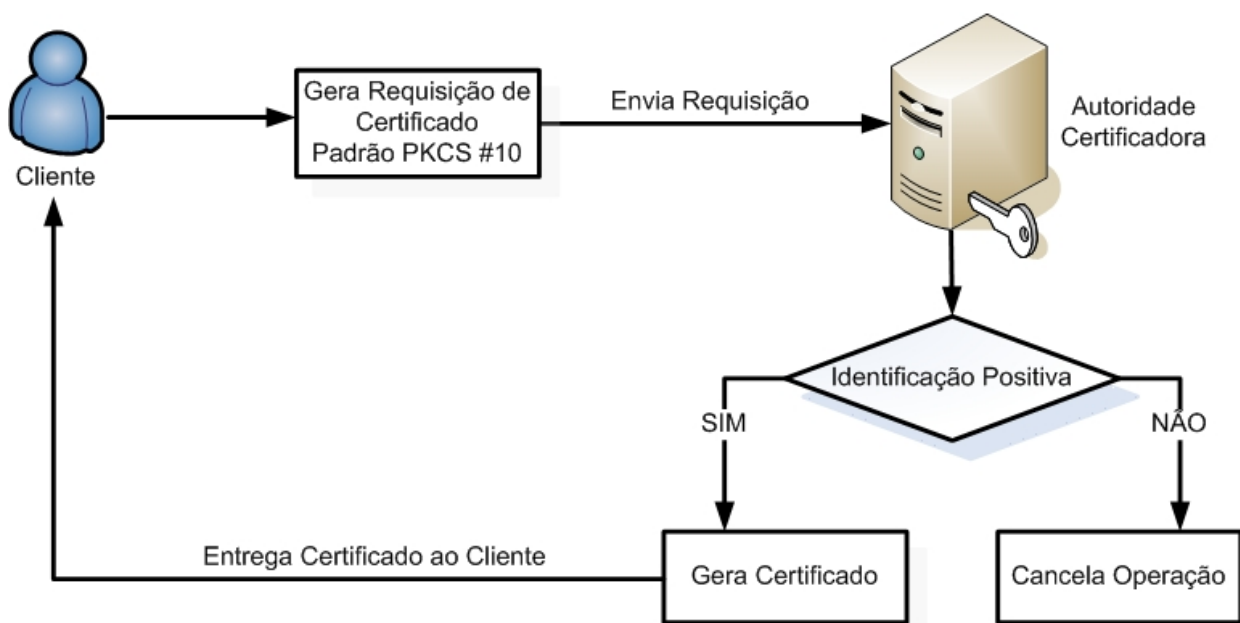 Cliente
Gera Requisição de
Certificado
Padrão PKCS #10
Envia Requisição
Autoridade
Certificadora
Identificação Positiva
SIM
NÃO
Entrega Certificado ao Cliente
Gera Certificado
Cancela Operação